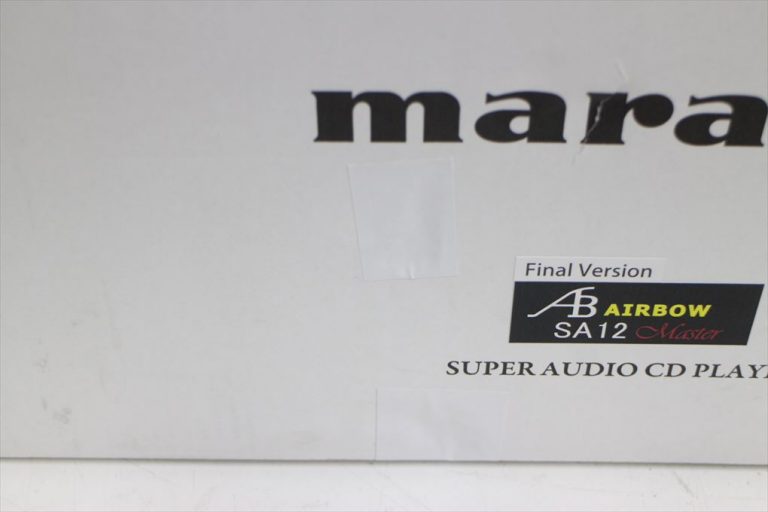 mara
Final Version
AB AIRBOW
SA12 Master
SUPER AUDIO CD PLAY